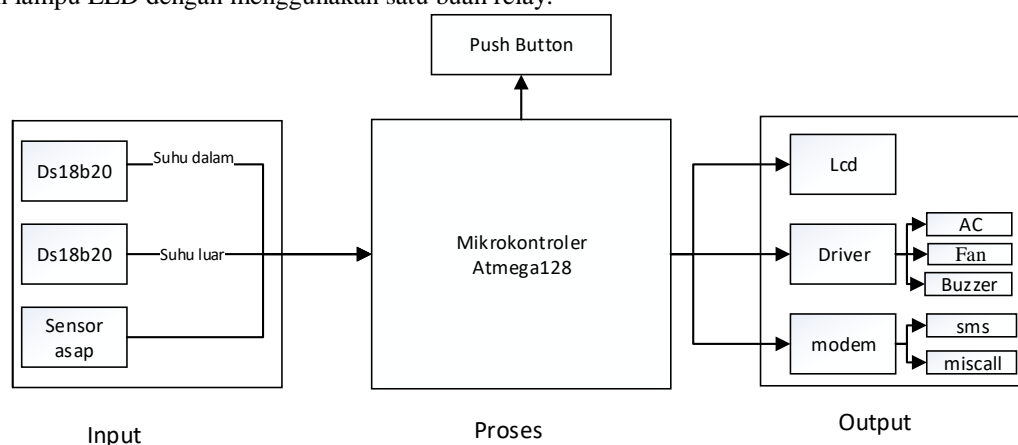 lampu LED dengan menggunakan satu buah relay.
Push Button
Ds18b20
Suhu dalam
Ds18b20
Suhu luar
Sensor
asap
Mikrokontroler
Atmega128
Lcd
Driver
AC
Fan
Buzzer
modem
sms
miscall
Input
Proses
Output